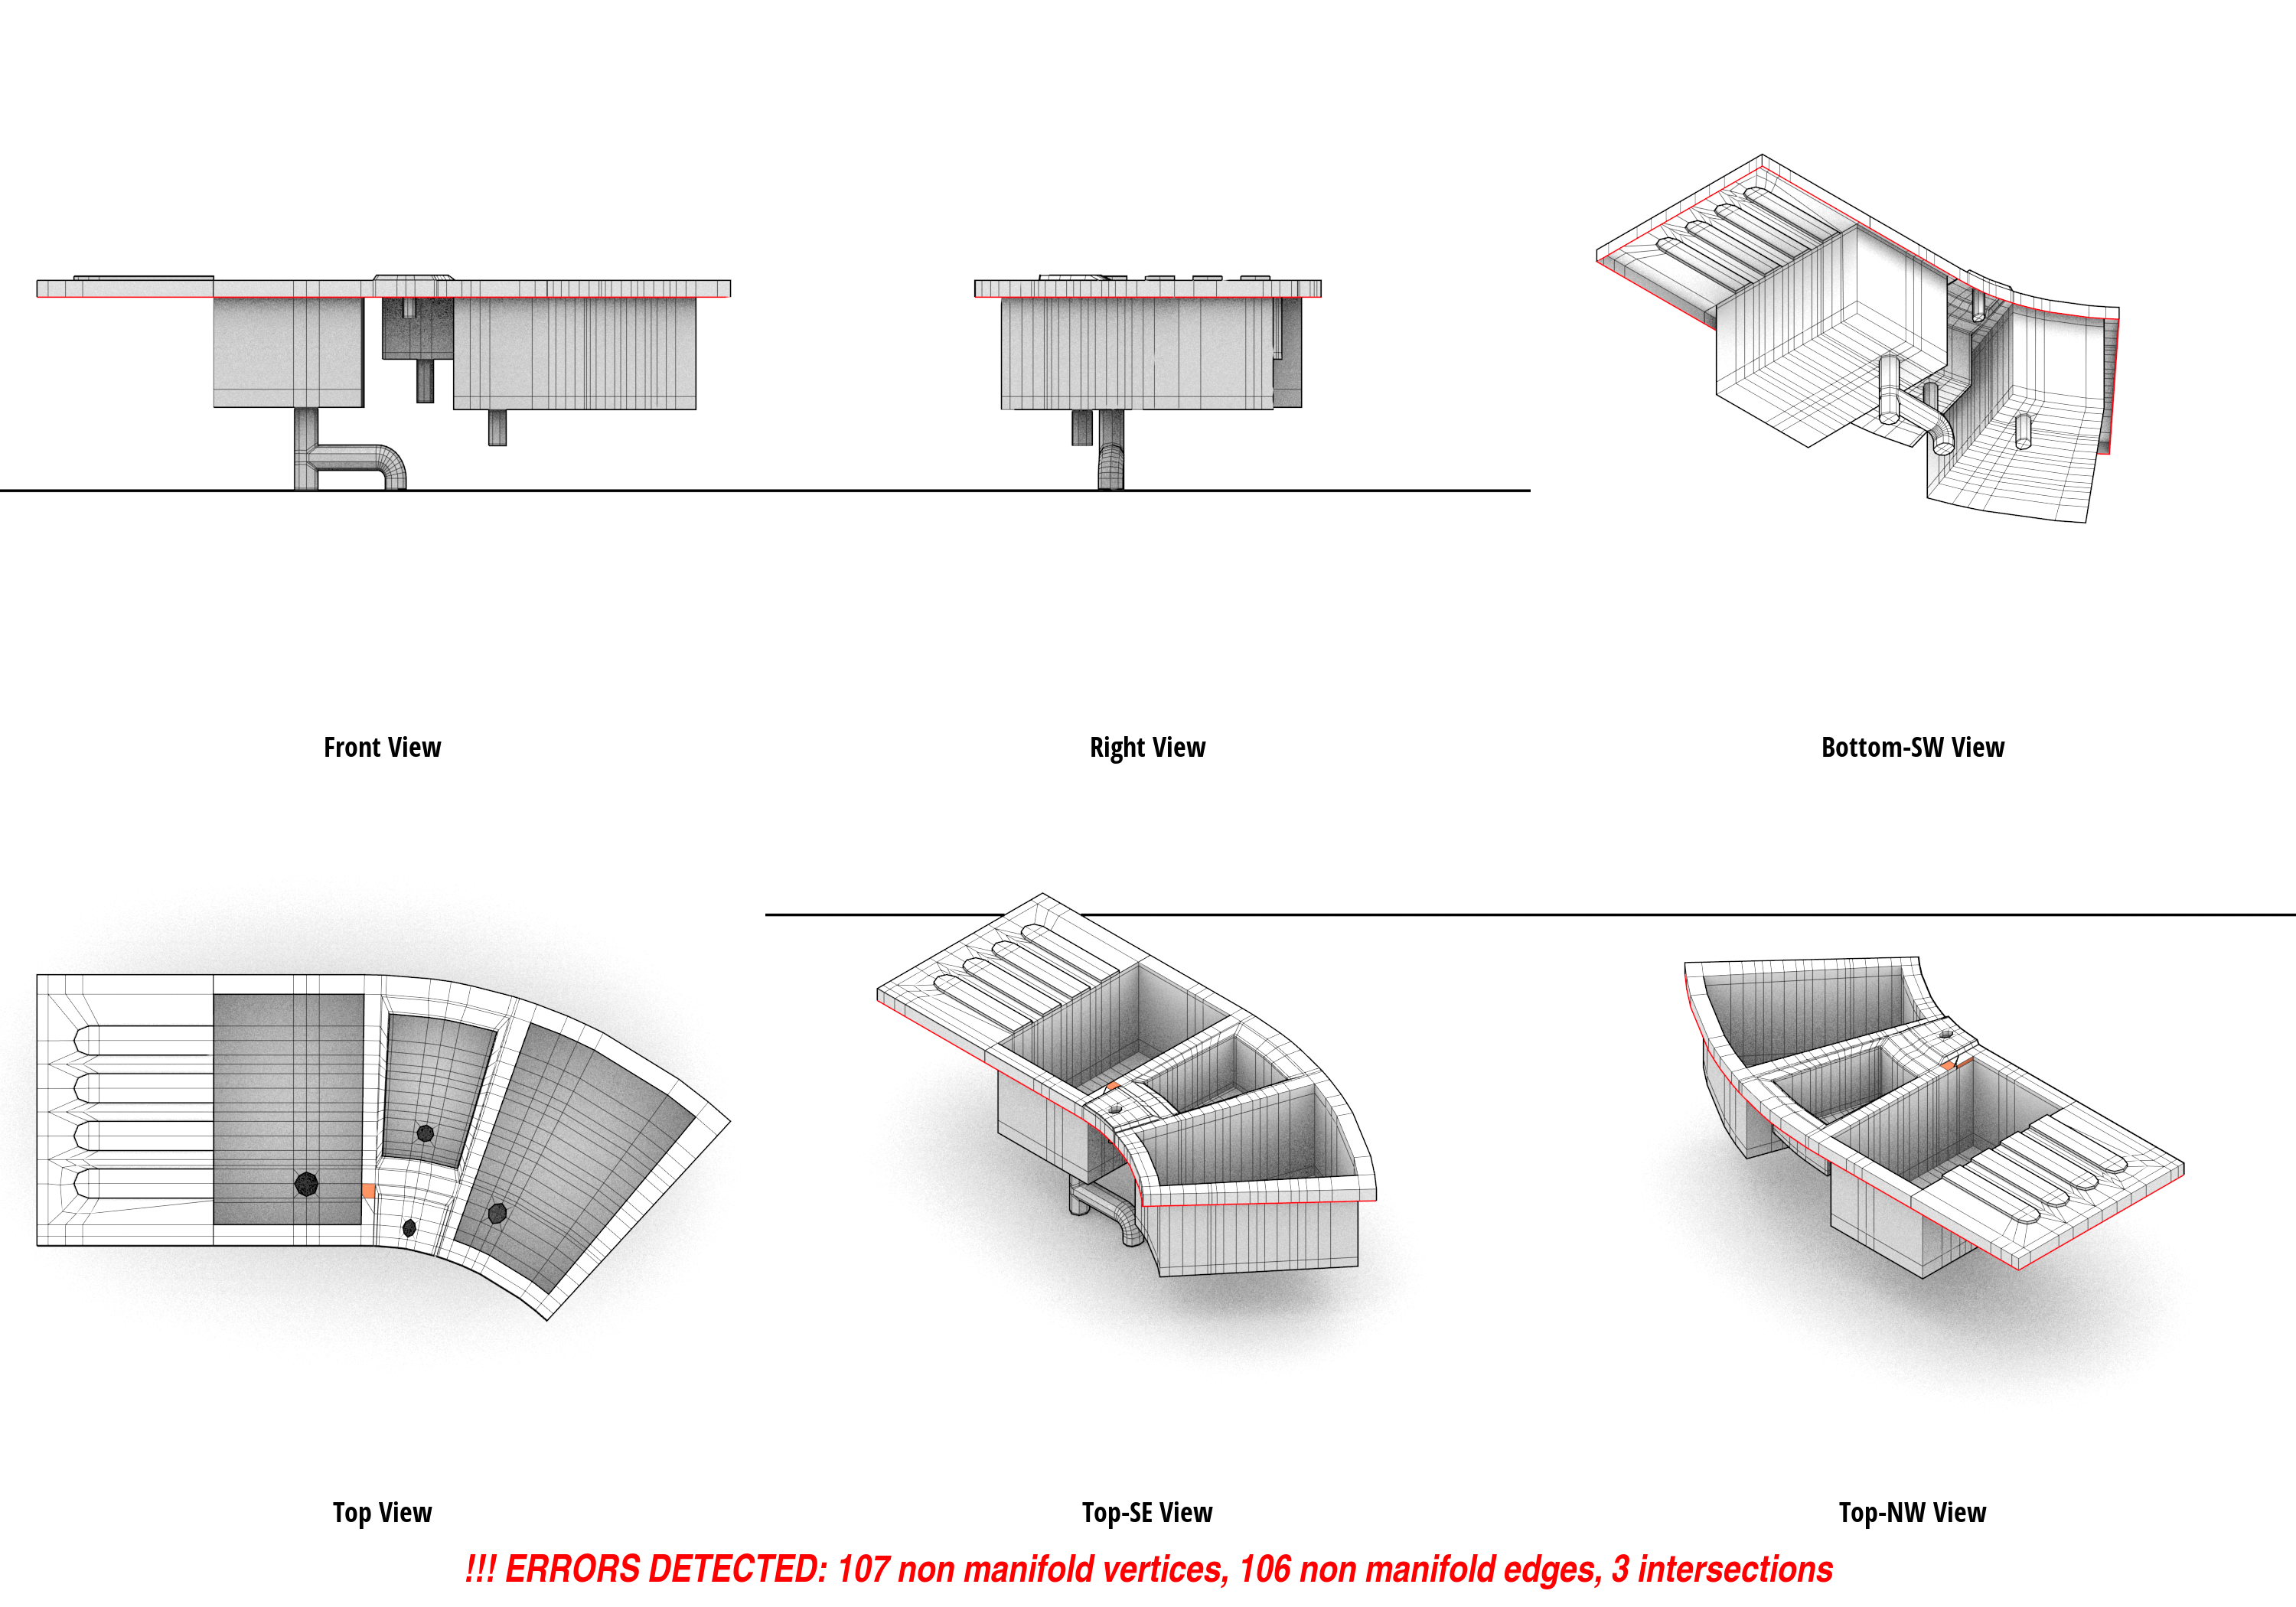 Front View
Right View
Bottom-SW View
Top View
Top-SE View
Top-NW View
!!! ERRORS DETECTED: 107 non manifold vertices, 106 non manifold edges, 3 intersections